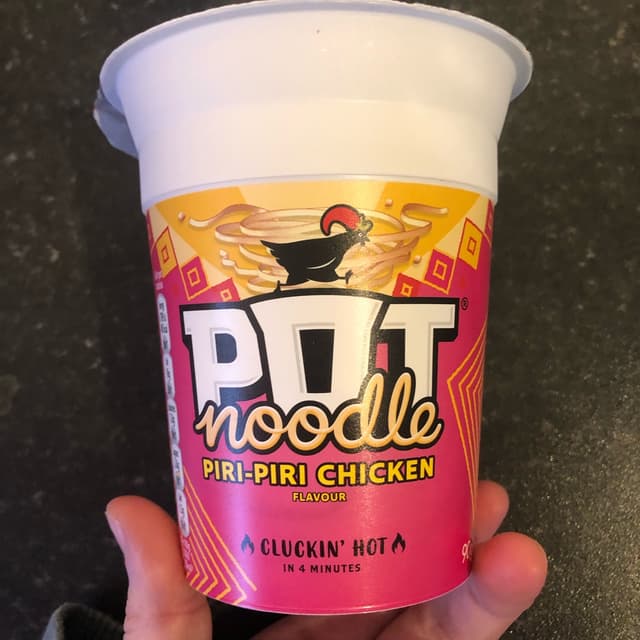 POT®
noodle
PIRI-PIRI CHICKEN
FLAVOUR
CLUCKIN' HOT
IN 4 MINUTES